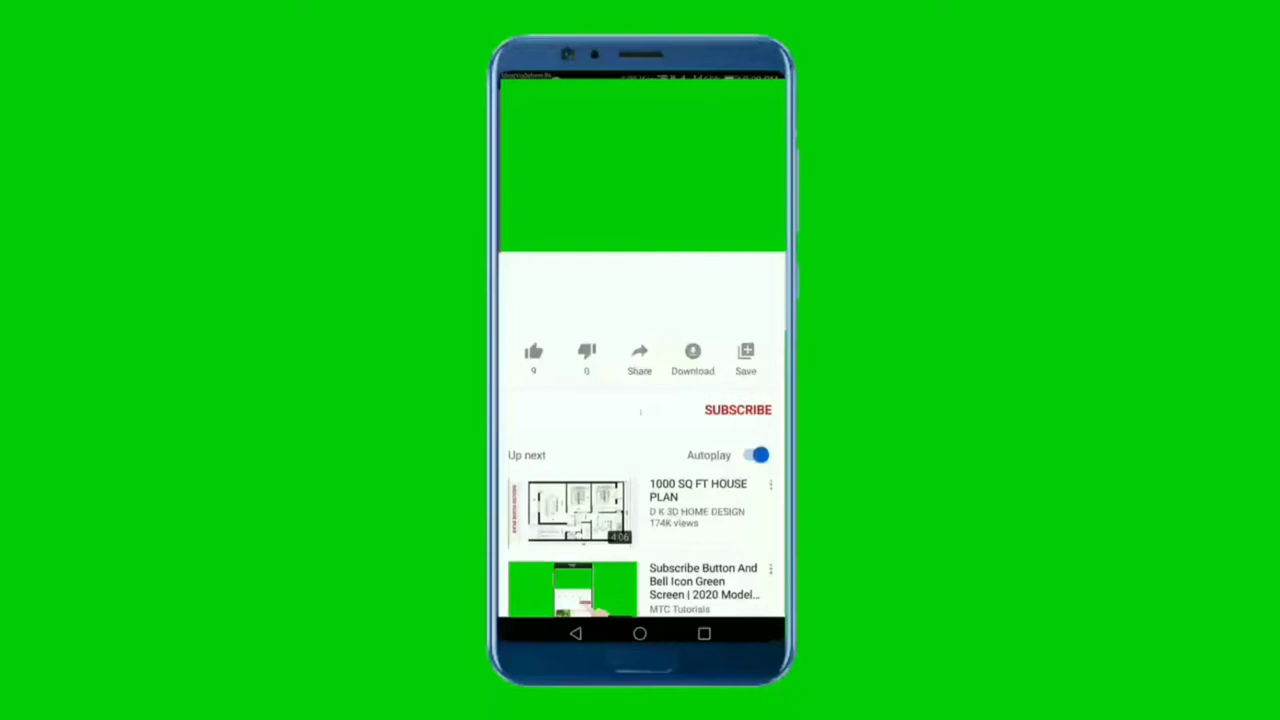 9
0
Share
Download
Save
SUBSCRIBE
Up next
Autoplay
1000 SQ FT HOUSE
PLAN
D K 3D HOME DESIGN
174K views
4:06
Subscribe Button And
Bell Icon Green
Screen | 2020 Model...
MTC Tutorials